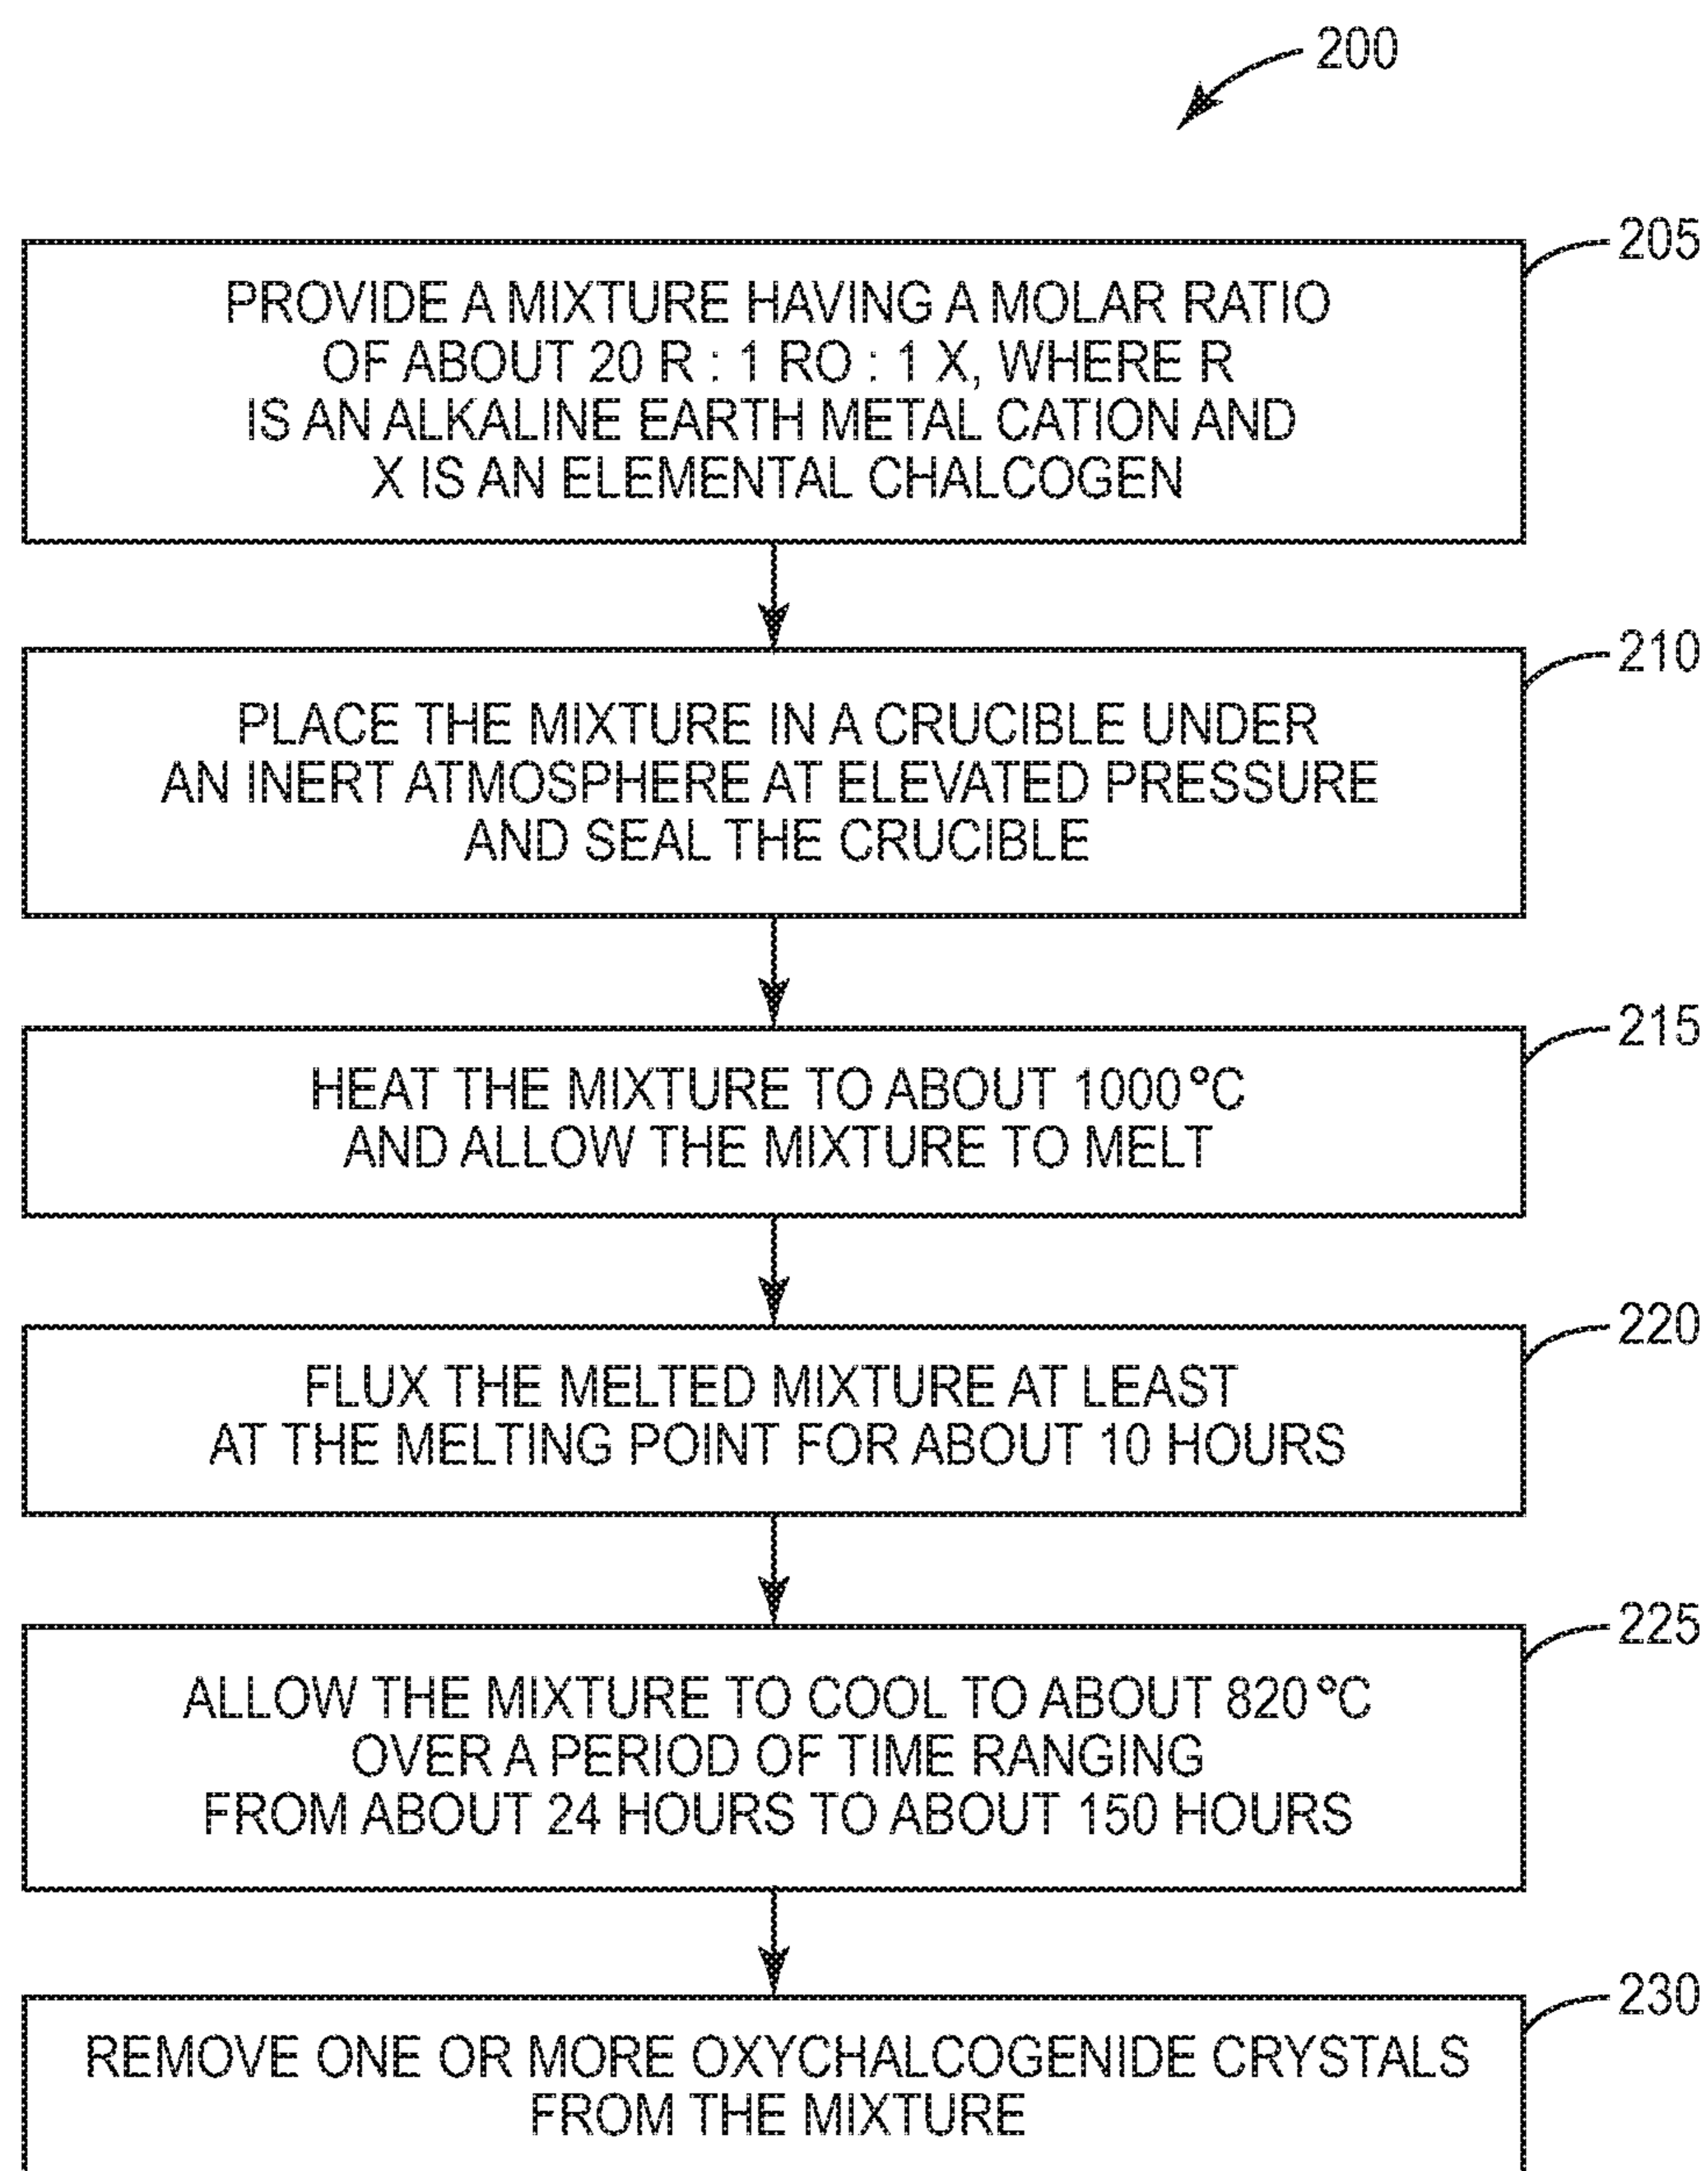 200
205
PROVIDE A MIXTURE HAVING A MOLAR RATIO
OF ABOUT 20 R : 1 RO : 1 X, WHERE R
IS AN ALKALINE EARTH METAL CATION AND
X IS AN ELEMENTAL CHALCOGEN
210
PLACE THE MIXTURE IN A CRUCIBLE UNDER
AN INERT ATMOSPHERE AT ELEVATED PRESSURE
AND SEAL THE CRUCIBLE
215
HEAT THE MIXTURE TO ABOUT 1000°C
AND ALLOW THE MIXTURE TO MELT
220
FLUX THE MELTED MIXTURE AT LEAST
AT THE MELTING POINT FOR ABOUT 10 HOURS
225
ALLOW THE MIXTURE TO COOL TO ABOUT 820°C
OVER A PERIOD OF TIME RANGING
FROM ABOUT 24 HOURS TO ABOUT 150 HOURS
230
REMOVE ONE OR MORE OXYCHALCOGENIDE CRYSTALS
FROM THE MIXTURE